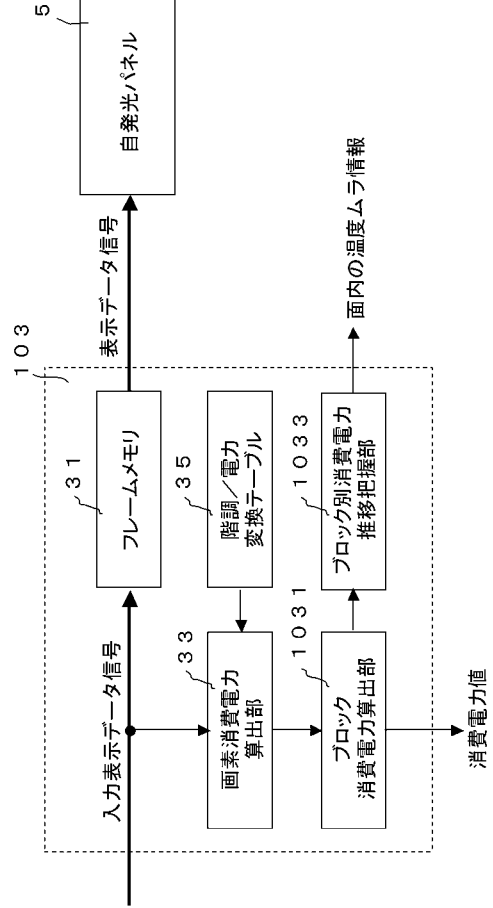 １０３
５
入力表示データ信号
３１
フレームメモリ
表示データ信号
自発光パネル
３３
画素消費電力
算出部
３５
階調／電力
変換テーブル
１０３１
ブロック
消費電力算出部
１０３３
ブロック別消費電力
推移把握部
面内の温度ムラ情報
消費電力値